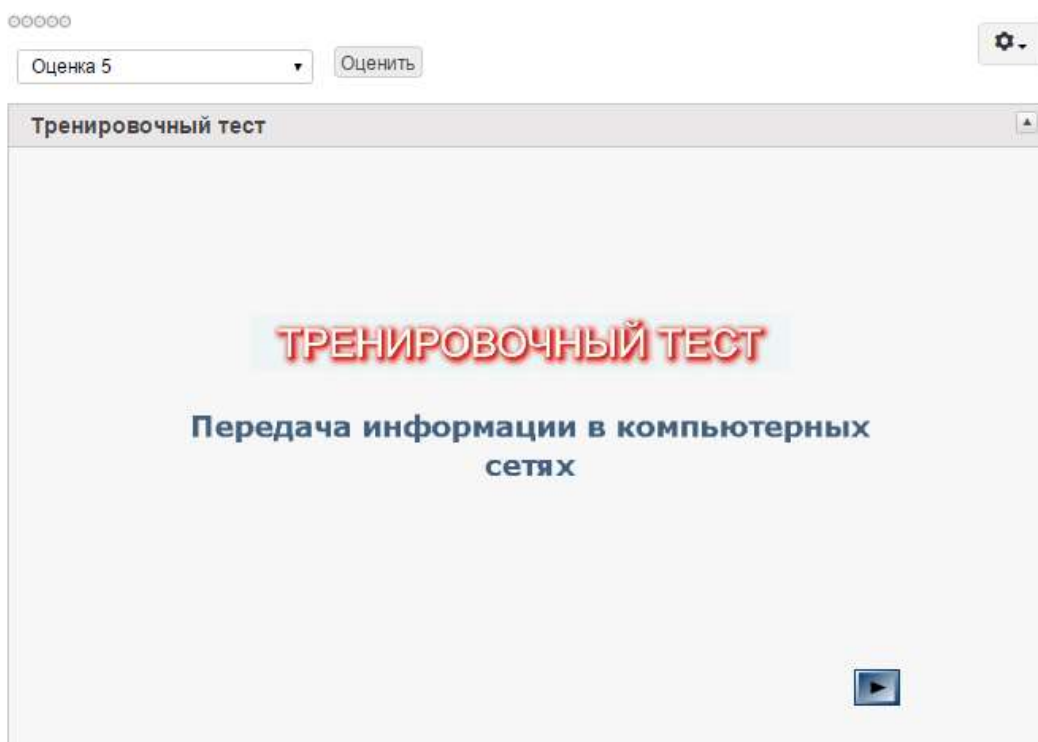 Оценка 5
Оценить
Тренировочный тест
ТРЕНИРОВОЧНЫЙ ТЕСТ
Передача информации в компьютерных
сетях